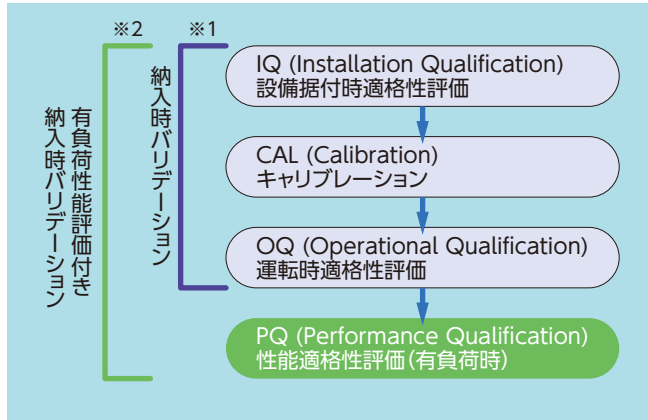 ※2
※1
有負荷性能評価付き
納入時バリデーション
納入時バリデーション
IQ (Installation Qualification)
設備据付時適格性評価
CAL (Calibration)
キャリブレーション
OQ (Operational Qualification)
運転時適格性評価
PQ (Performance Qualification)
性能適格性評価(有負荷時)